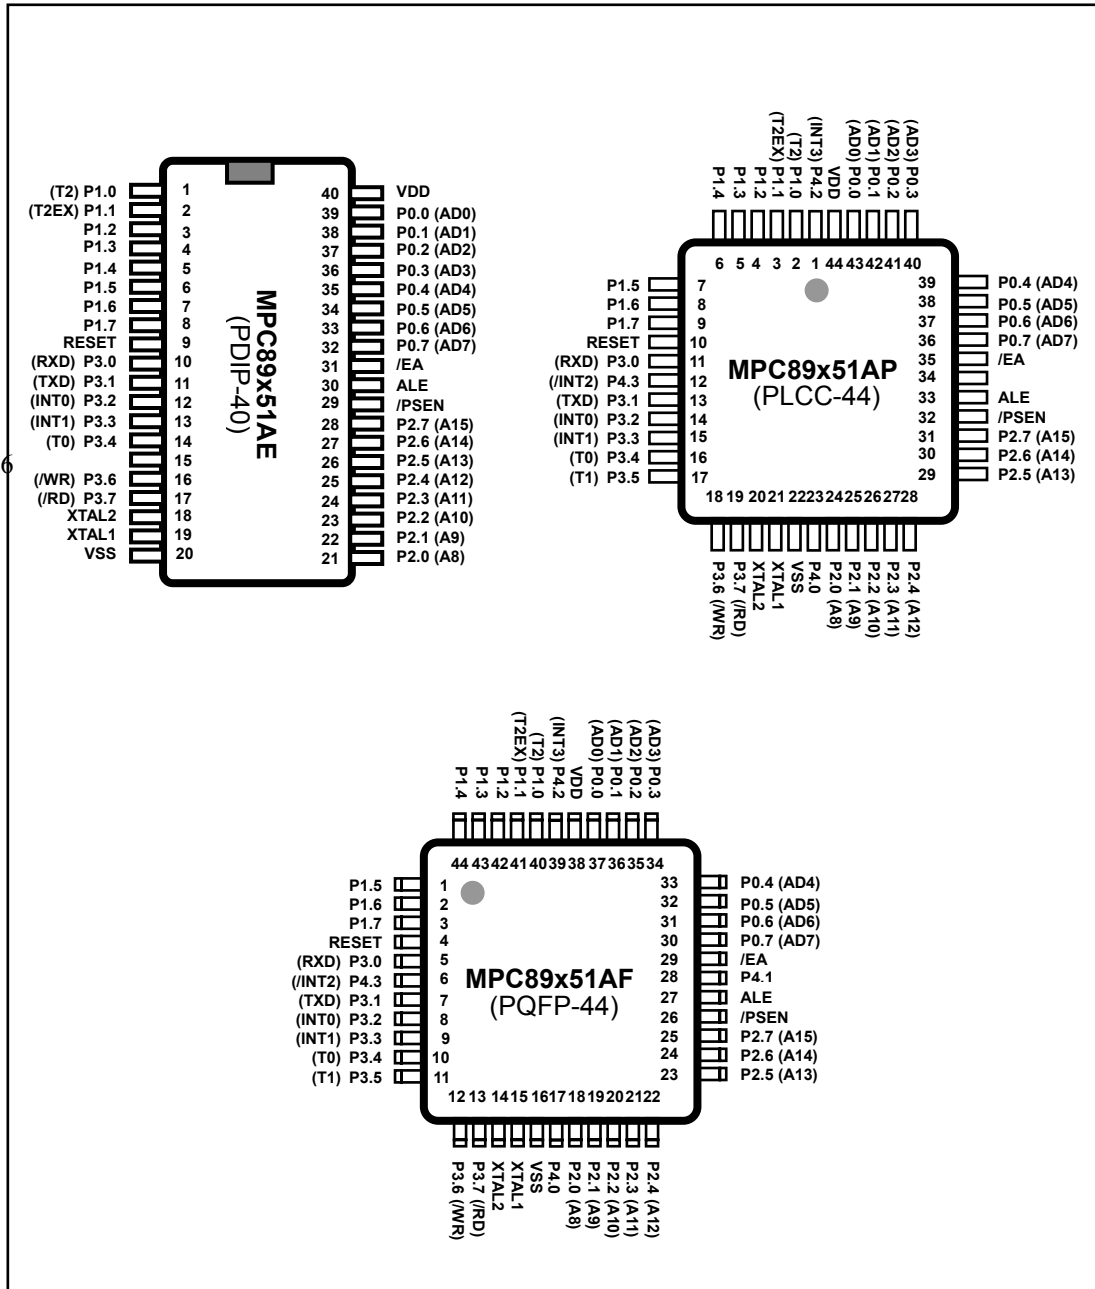 (T2) P1.0 1 40 VDD
(T2EX) P1.1 2 39 P0.0 (AD0)
P1.2 3 38 P0.1 (AD1)
P1.3 4 37 P0.2 (AD2)
P1.4 5 36 P0.3 (AD3)
P1.5 6 35 P0.4 (AD4)
P1.6 7 34 P0.5 (AD5)
P1.7 8 33 P0.6 (AD6)
RESET 9 32 P0.7 (AD7)
(RXD) P3.0 10 31 /EA
(TXD) P3.1 11 30 ALE
(INT0) P3.2 12 29 /PSEN
(INT1) P3.3 13 28 P2.7 (A15)
(T0) P3.4 14 27 P2.6 (A14)
15 26 P2.5 (A13)
(/WR) P3.6 16 25 P2.4 (A12)
(/RD) P3.7 17 24 P2.3 (A11)
XTAL2 18 23 P2.2 (A10)
XTAL1 19 22 P2.1 (A9)
VSS 20 21 P2.0 (A8)
MPC89x51AE
(PDIP-40)
6
P1.4
P1.3
P1.2
(T2EX) P1.1
(T2) P1.0
(INT3) P4.2
VDD
(AD0) P0.0
(AD1) P0.1
(AD2) P0.2
(AD3) P0.3
6 5 4 3 2 1 44 43 42 41 40
P1.5 7 39 P0.4 (AD4)
P1.6 8 38 P0.5 (AD5)
P1.7 9 37 P0.6 (AD6)
RESET 10 36 P0.7 (AD7)
(RXD) P3.0 11 35 /EA
(/INT2) P4.3 12 34
(TXD) P3.1 13 33 ALE
(INT0) P3.2 14 32 /PSEN
(INT1) P3.3 15 31 P2.7 (A15)
(T0) P3.4 16 30 P2.6 (A14)
(T1) P3.5 17 29 P2.5 (A13)
MPC89x51AP
(PLCC-44)
18 19 20 21 22 23 24 25 26 27 28
P3.6 (/WR)
P3.7 (/RD)
XTAL2
XTAL1
VSS
P4.0
P2.0 (A8)
P2.1 (A9)
P2.2 (A10)
P2.3 (A11)
P2.4 (A12)
P1.4
P1.3
P1.2
(T2EX) P1.1
(T2) P1.0
(INT3) P4.2
VDD
(AD0) P0.0
(AD1) P0.1
(AD2) P0.2
(AD3) P0.3
44 43 42 41 40 39 38 37 36 35 34
P1.5 1 33 P0.4 (AD4)
P1.6 2 32 P0.5 (AD5)
P1.7 3 31 P0.6 (AD6)
RESET 4 30 P0.7 (AD7)
(RXD) P3.0 5 29 /EA
(/INT2) P4.3 6 28 P4.1
(TXD) P3.1 7 27 ALE
(INT0) P3.2 8 26 /PSEN
(INT1) P3.3 9 25 P2.7 (A15)
(T0) P3.4 10 24 P2.6 (A14)
(T1) P3.5 11 23 P2.5 (A13)
MPC89x51AF
(PQFP-44)
12 13 14 15 16 17 18 19 20 21 22
P3.6 (/WR)
P3.7 (/RD)
XTAL2
XTAL1
VSS
P4.0
P2.0 (A8)
P2.1 (A9)
P2.2 (A10)
P2.3 (A11)
P2.4 (A12)